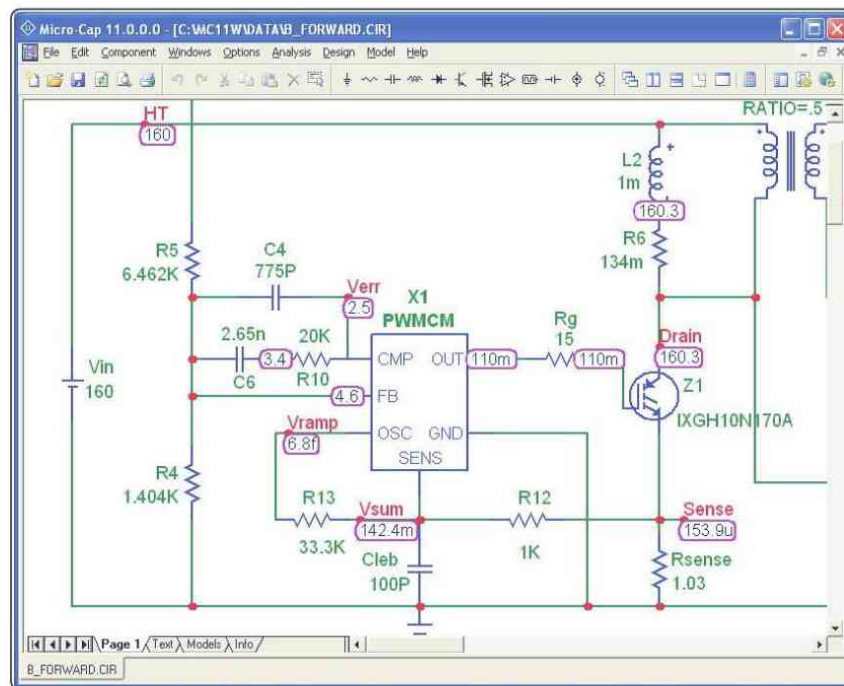 Micro-Cap 11.0.0.0 - [C:\MC11W\DATA\B_FORWARD.CIR]
File Edit Component Windows Options Analysis Design Model Help
HT
160
RATIO=.5
L2
1m
160.3
R5
6.462K
C4
775P
R6
134m
Verr
2.5
X1
PWMCM
2.65n
20K
Rg
15
Drain
160.3
3.4
CMP
OUT
110m
110m
Vin
160
C6
R10
Z1
4.6
FB
IXGH10N170A
Vramp
6.8f
OSC
GND
SENS
R4
1.404K
R13
Vsum
142.4m
R12
Sense
153.9u
33.3K
1K
Cleb
100P
Rsense
1.03
Page 1 Text Models Info
B_FORWARD.CIR